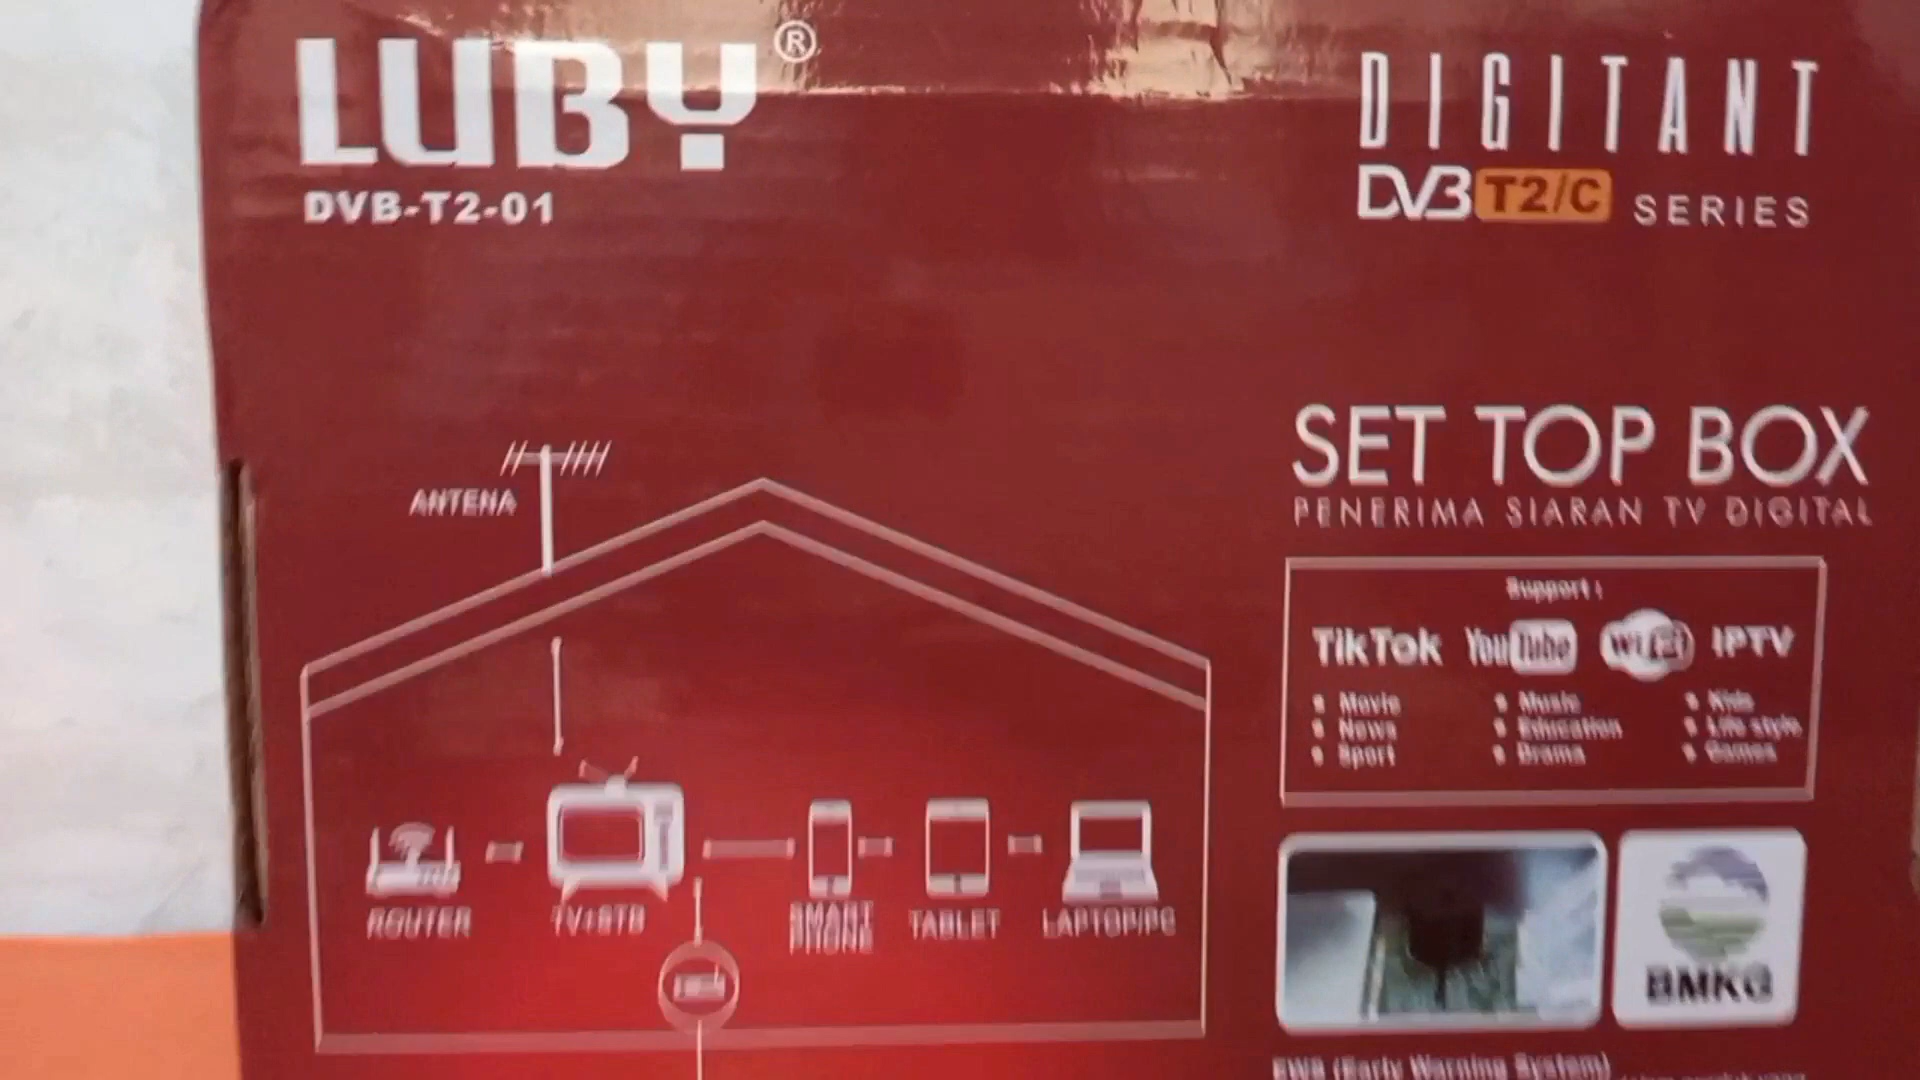 LUBY®
DVB-T2-01
DIGITANT
DVB T2/C SERIES
SET TOP BOX
PENERIMA SIARAN TV DIGITAL
ANTENA
Support :
TikTok YouTube WiFi IPTV
• Movie • Music • Kids
• News • Education • Life style
• Sport • Drama • Games
ROUTER TV+STB SMART PHONE TABLET LAPTOP/PC
BMKG
EWS (Early Warning System)